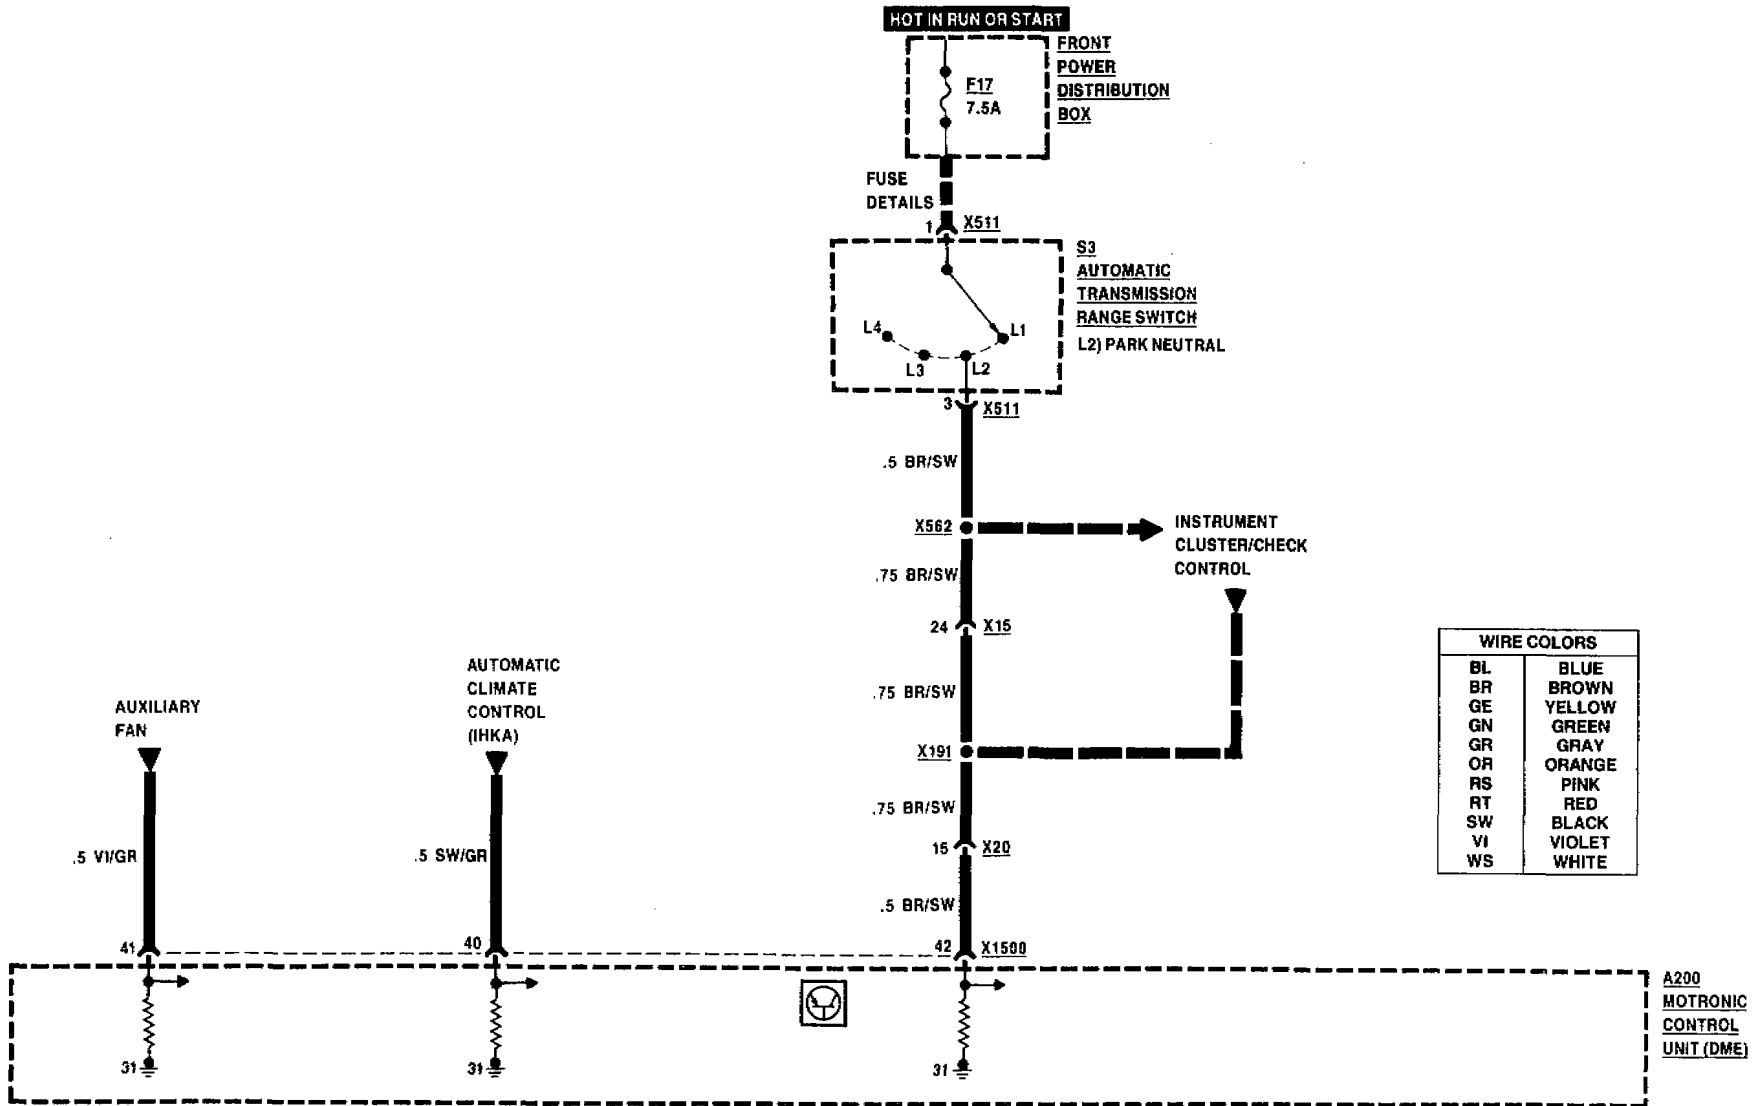 HOT IN RUN OR START
FRONT
POWER
DISTRIBUTION
BOX
F17
7.5A
FUSE
DETAILS
1
X511
S3
AUTOMATIC
TRANSMISSION
RANGE SWITCH
L2) PARK NEUTRAL
L4
L3
L2
L1
3
X511
.5 BR/SW
X562
INSTRUMENT
CLUSTER/CHECK
CONTROL
.75 BR/SW
24
X15
.75 BR/SW
X191
.75 BR/SW
15
X20
.5 BR/SW
AUXILIARY
FAN
.5 VI/GR
AUTOMATIC
CLIMATE
CONTROL
(IHKA)
.5 SW/GR
41
40
42
X1500
31
31
31
A200
MOTRONIC
CONTROL
UNIT (DME)
WIRE COLORS
BL BLUE
BR BROWN
GE YELLOW
GN GREEN
GR GRAY
OR ORANGE
RS PINK
RT RED
SW BLACK
VI VIOLET
WS WHITE